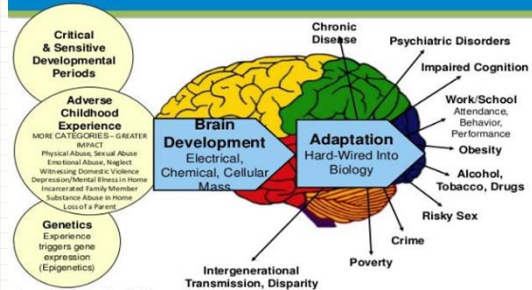 Critical
& Sensitive
Developmental
Periods
Adverse
Childhood
Experience
MORE CATEGORIES – GREATER
IMPACT
Physical Abuse, Sexual Abuse
Emotional Abuse, Neglect
Witnessing Domestic Violence
Depression/Mental Illness in Home
Incarcerated Family Member
Substance Abuse in Home
Loss of a Parent
Genetics
Experience
triggers gene
expression
(Epigenetics)
Brain
Development
Electrical,
Chemical, Cellular
Mass
Adaptation
Hard-Wired Into
Biology
Chronic
Disease
Psychiatric Disorders
Impaired Cognition
Work/School
Attendance,
Behavior,
Performance
Obesity
Alcohol,
Tobacco, Drugs
Risky Sex
Crime
Poverty
Intergenerational
Transmission, Disparity